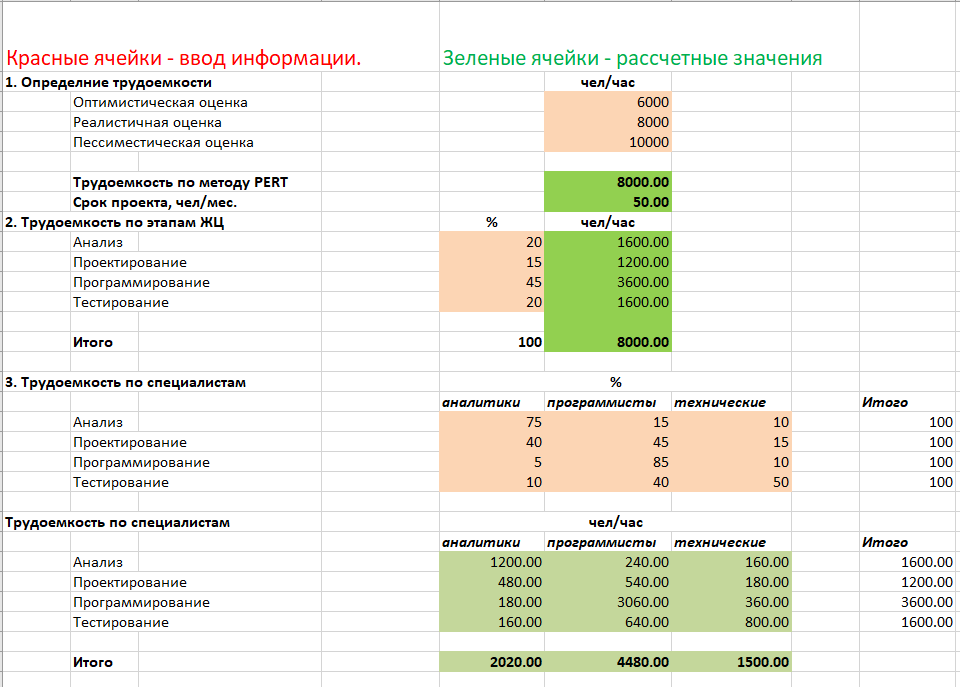 Красные ячейки - ввод информации. Зеленые ячейки - рассчетные значения
1. Определние трудоемкости чел/час
Оптимистическая оценка 6000
Реалистичная оценка 8000
Пессиместическая оценка 10000
Трудоемкость по методу PERT 8000.00
Срок проекта, чел/мес. 50.00
2. Трудоемкость по этапам ЖЦ % чел/час
Анализ 20 1600.00
Проектирование 15 1200.00
Программирование 45 3600.00
Тестирование 20 1600.00
Итого 100 8000.00
3. Трудоемкость по специалистам %
аналитики программисты технические Итого
Анализ 75 15 10 100
Проектирование 40 45 15 100
Программирование 5 85 10 100
Тестирование 10 40 50 100
Трудоемкость по специалистам чел/час
аналитики программисты технические Итого
Анализ 1200.00 240.00 160.00 1600.00
Проектирование 480.00 540.00 180.00 1200.00
Программирование 180.00 3060.00 360.00 3600.00
Тестирование 160.00 640.00 800.00 1600.00
Итого 2020.00 4480.00 1500.00